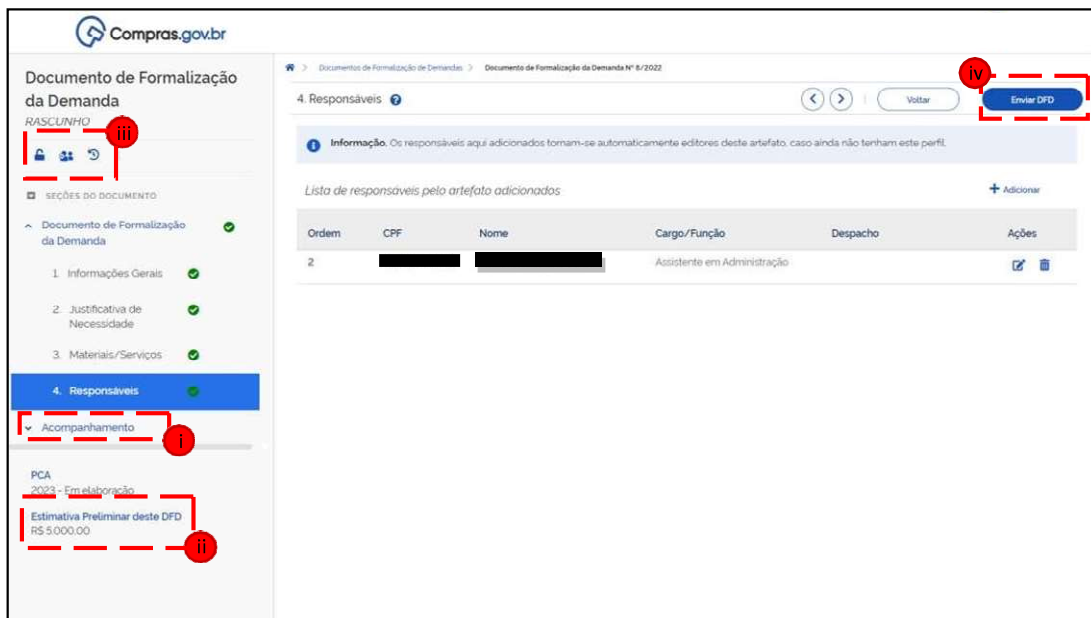 Compras.gov.br
Documento de Formalização
da Demanda
RASCUNHO
iii
SEÇÕES DO DOCUMENTO
Documento de Formalização
da Demanda
1. Informações Gerais
2. Justificativa de
Necessidade
3. Materiais/Serviços
4. Responsáveis
Acompanhamento
i
PCA
2023 - Em elaboração
Estimativa Preliminar deste DFD
R$ 5.000,00
ii
> Documentos de Formalização de Demandas > Documento de Formalização da Demanda Nº 8/2022
iv
4. Responsáveis ?
< > Voltar Enviar DFD
Informação. Os responsáveis aqui adicionados tornam-se automaticamente editores deste artefato, caso ainda não tenham este perfil.
Lista de responsáveis pelo artefato adicionados
+ Adicionar
Ordem CPF Nome Cargo/Função Despacho Ações
2 Assistente em Administração